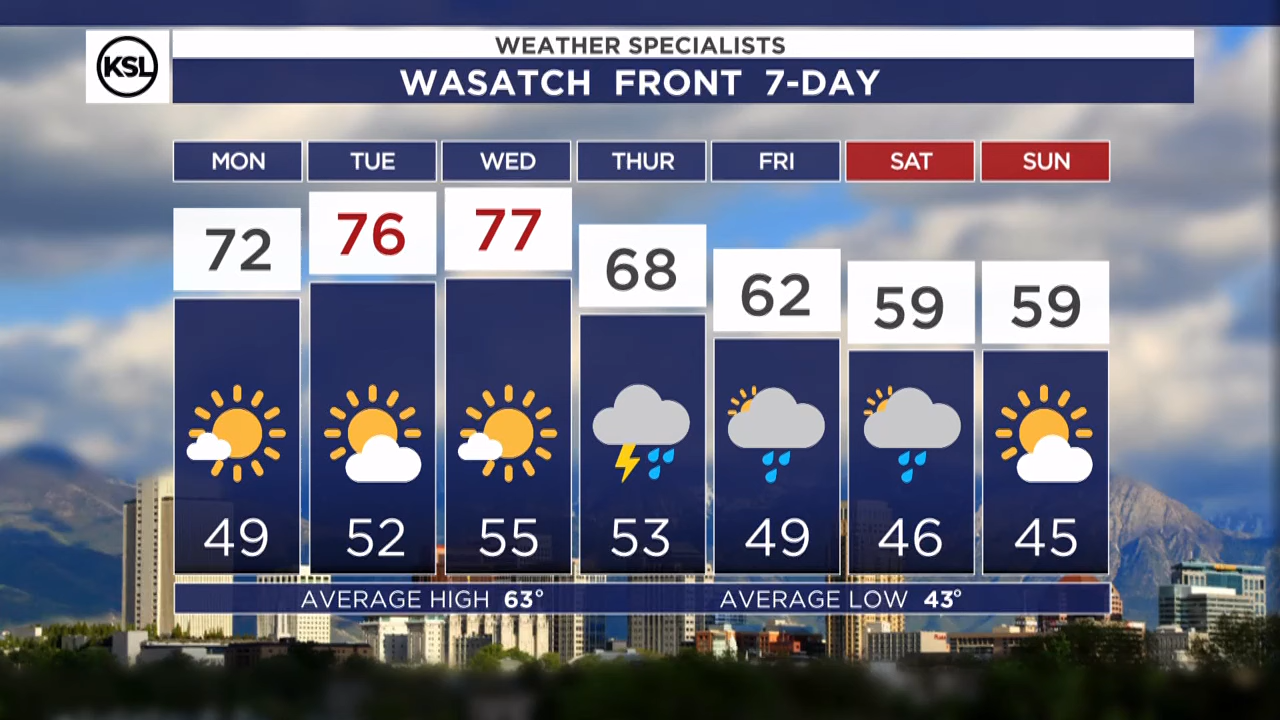 KSL
WEATHER SPECIALISTS
WASATCH FRONT 7-DAY
MON TUE WED THUR FRI SAT SUN
72 76 77 68 62 59 59
49 52 55 53 49 46 45
AVERAGE HIGH 63° AVERAGE LOW 43°